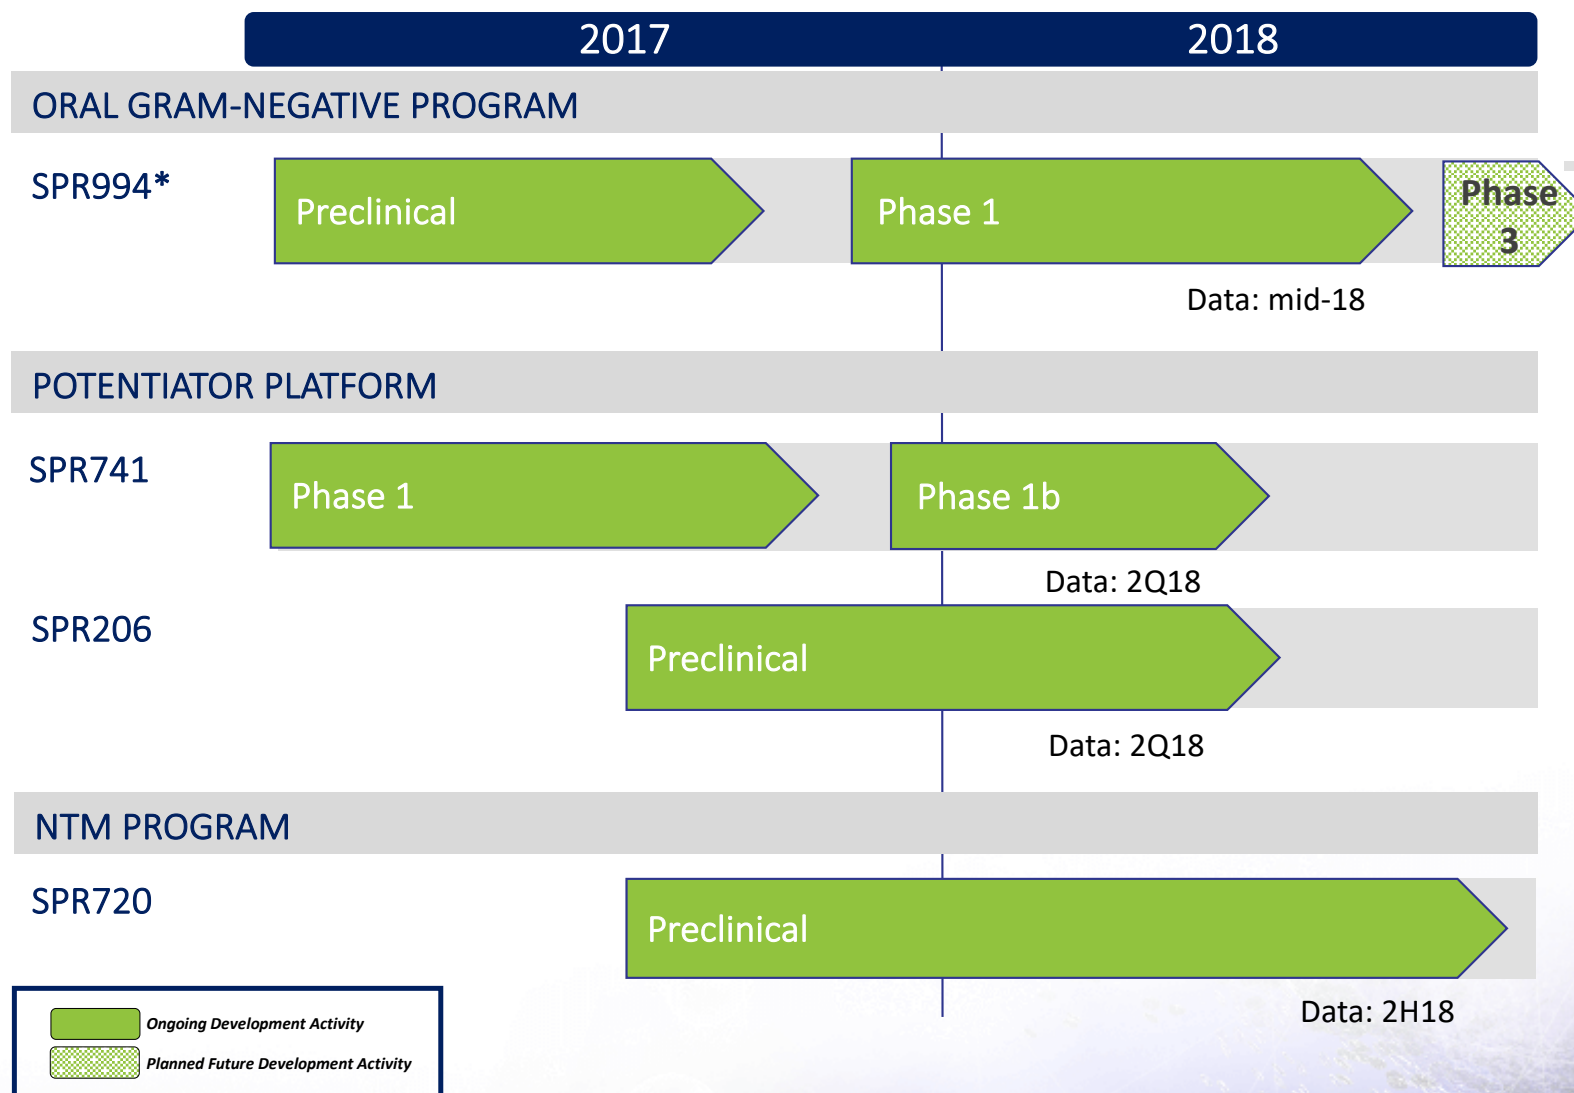 2017 2018
ORAL GRAM-NEGATIVE PROGRAM
SPR994*
Preclinical
Phase 1
Phase
3
Data: mid-18
POTENTIATOR PLATFORM
SPR741
Phase 1
Phase 1b
Data: 2Q18
SPR206
Preclinical
Data: 2Q18
NTM PROGRAM
SPR720
Preclinical
Data: 2H18
Ongoing Development Activity
Planned Future Development Activity